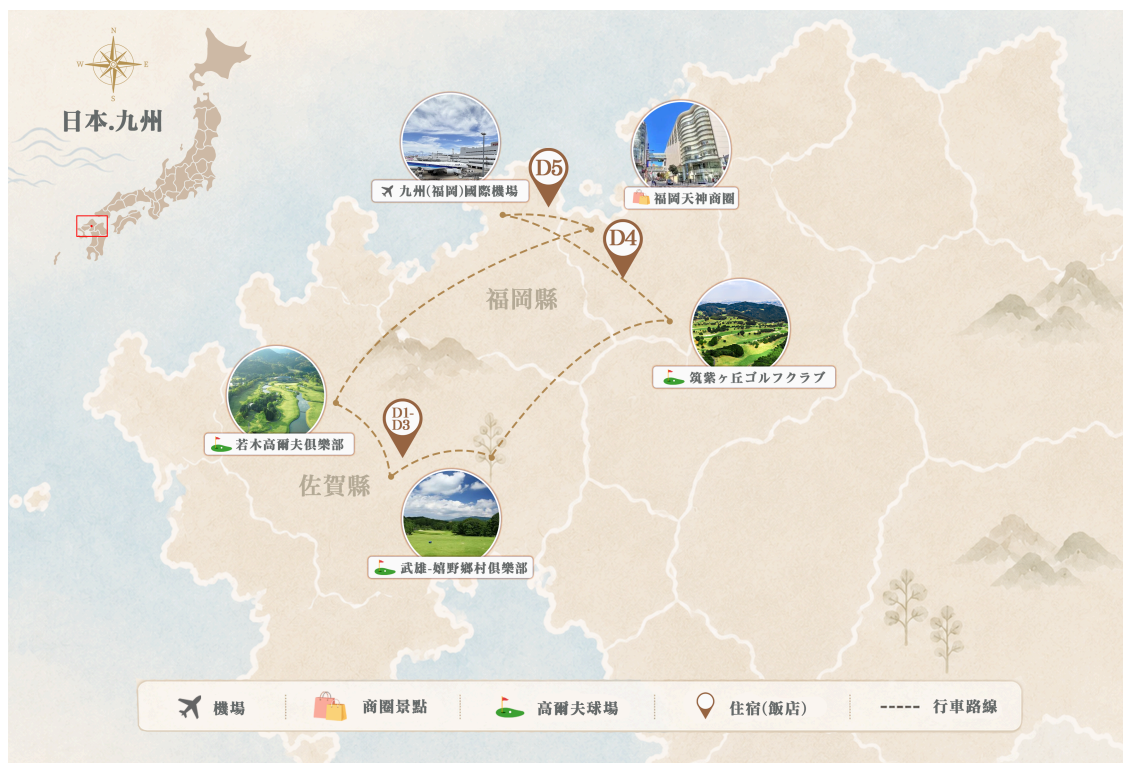 N
W
E
S
日本.九州
九州(福岡)國際機場
D5
福岡天神商圈
D4
福岡縣
筑紫ヶ丘ゴルフクラブ
D1-
D3
若木高爾夫俱樂部
佐賀縣
武雄-嬉野鄉村俱樂部
機場
商圈景點
高爾夫球場
住宿(飯店)
行車路線